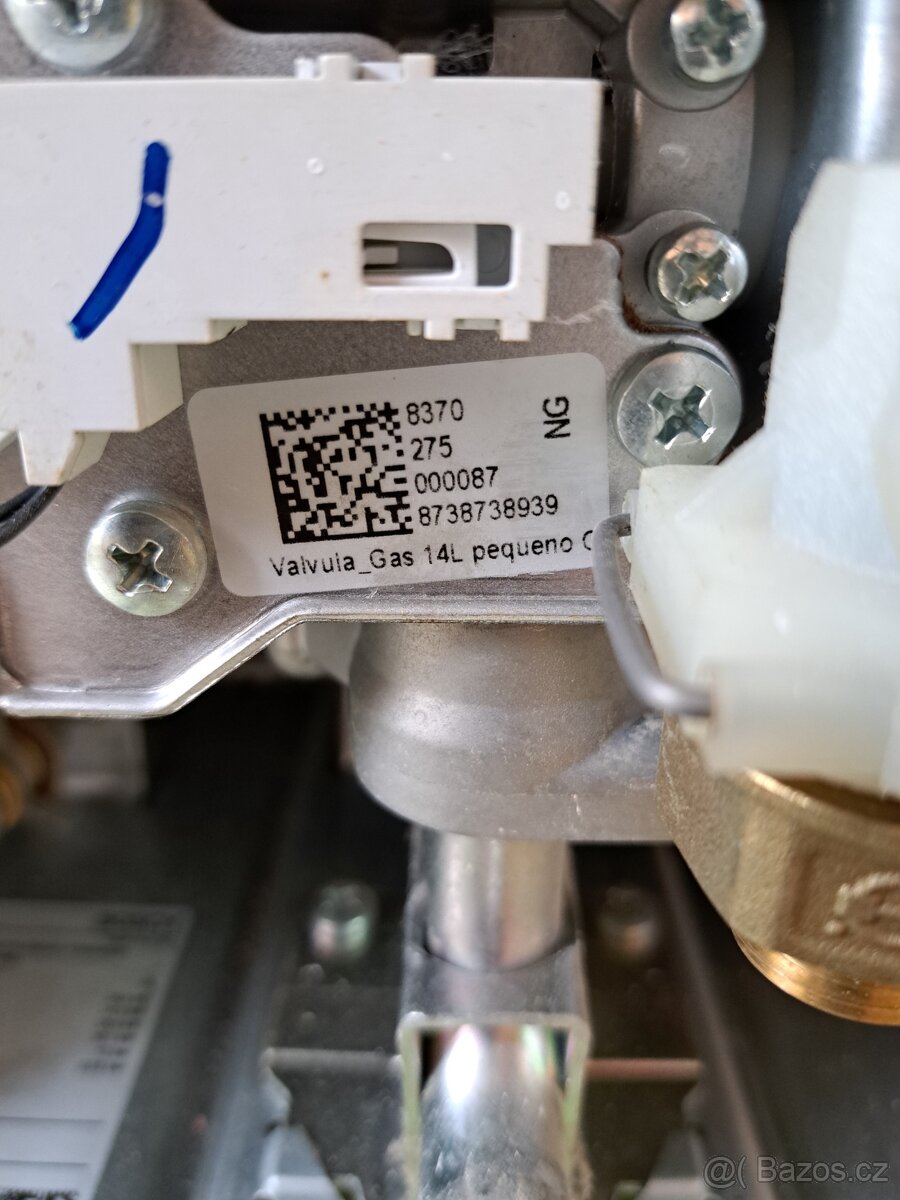 8370
275
NG
000087
8738738939
Valvula_Gas 14L pequeno
@( Bazos.cz